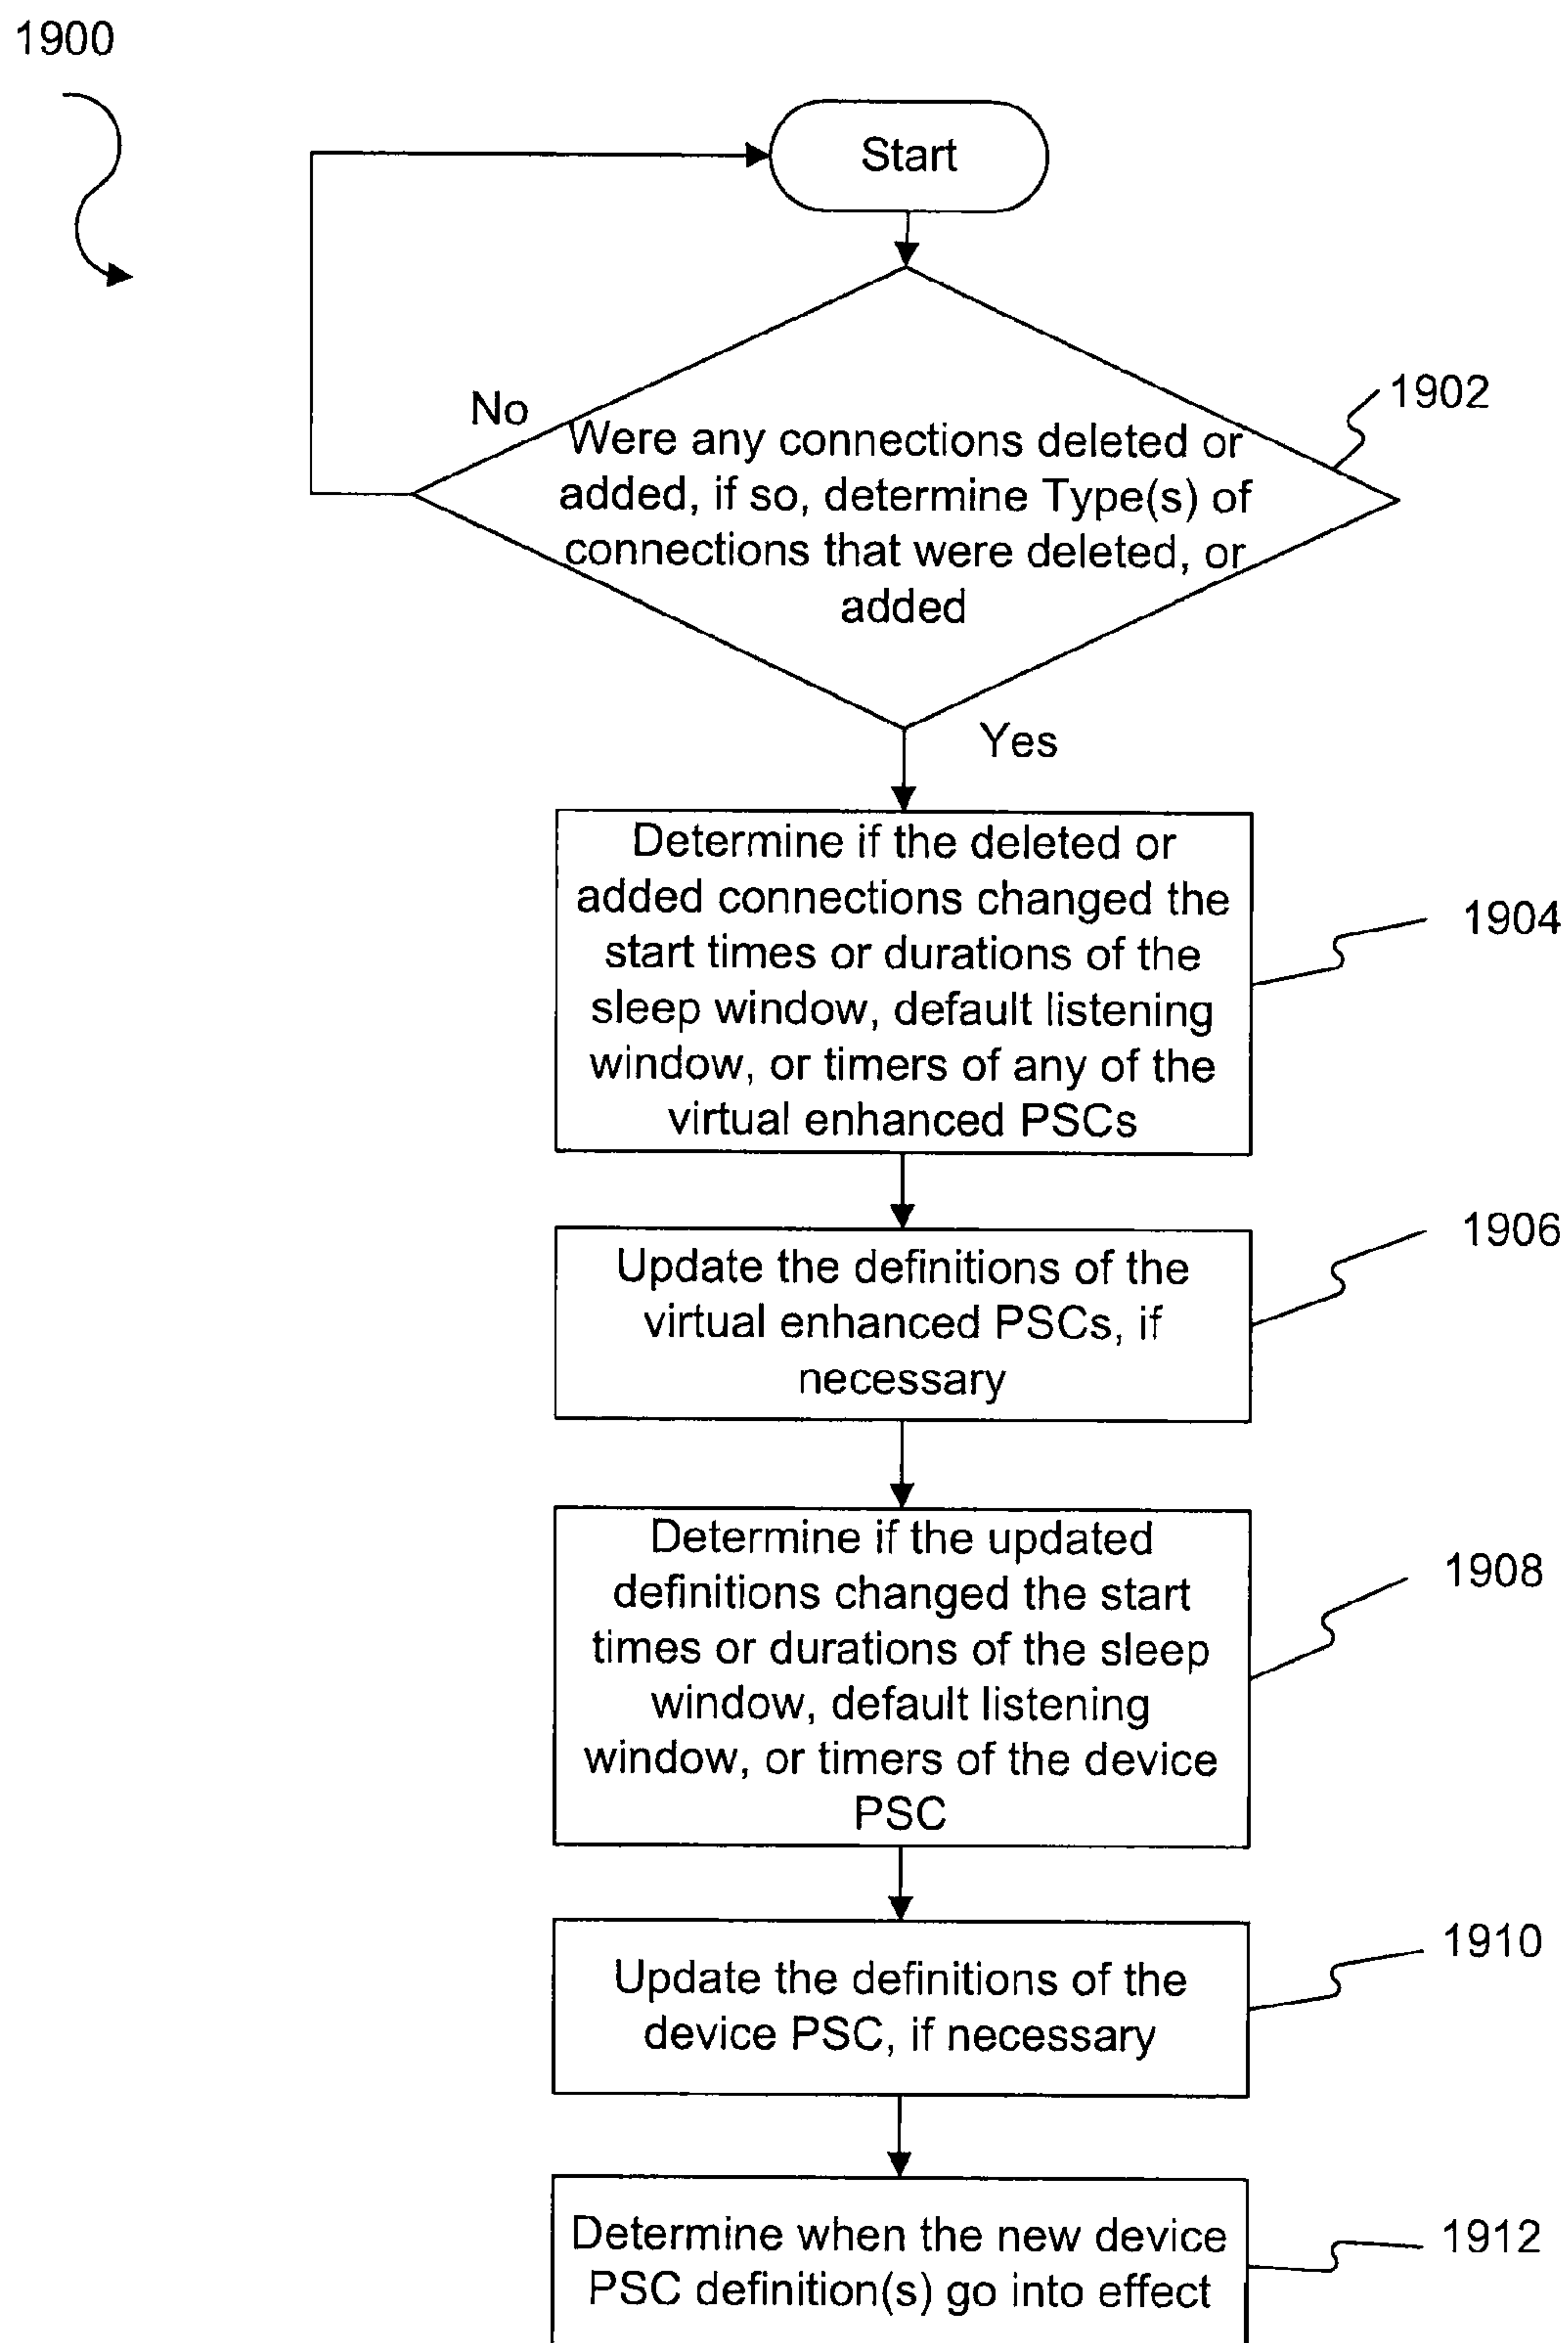 1900
Start
No
1902
Were any connections deleted or
added, if so, determine Type(s) of
connections that were deleted, or
added
Yes
Determine if the deleted or
added connections changed the
start times or durations of the
sleep window, default listening
window, or timers of any of the
virtual enhanced PSCs
1904
Update the definitions of the
virtual enhanced PSCs, if
necessary
1906
Determine if the updated
definitions changed the start
times or durations of the sleep
window, default listening
window, or timers of the device
PSC
1908
Update the definitions of the
device PSC, if necessary
1910
Determine when the new device
PSC definition(s) go into effect
1912